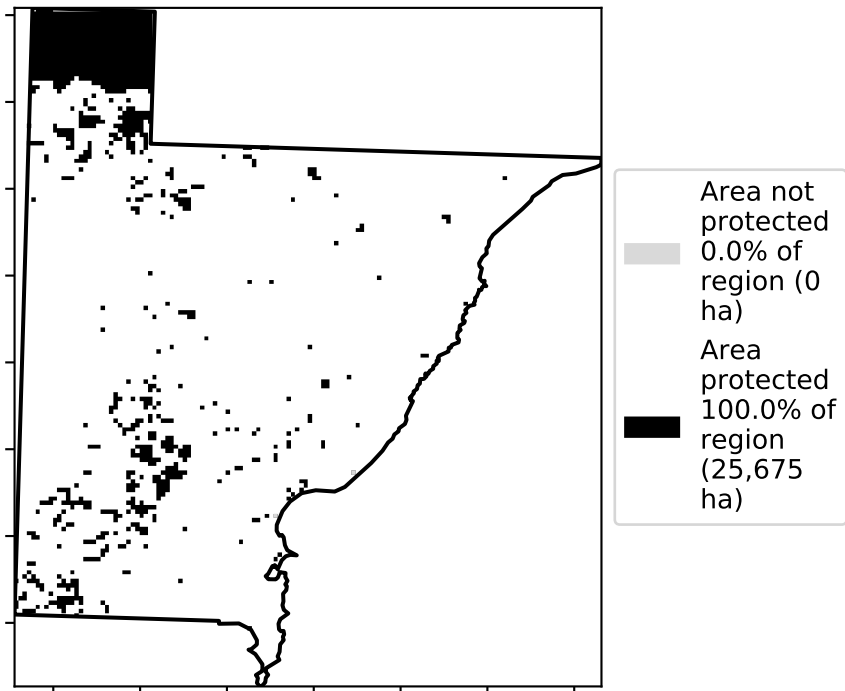 Area not
protected
0.0% of
region (0
ha)
Area
protected
100.0% of
region
(25,675
ha)